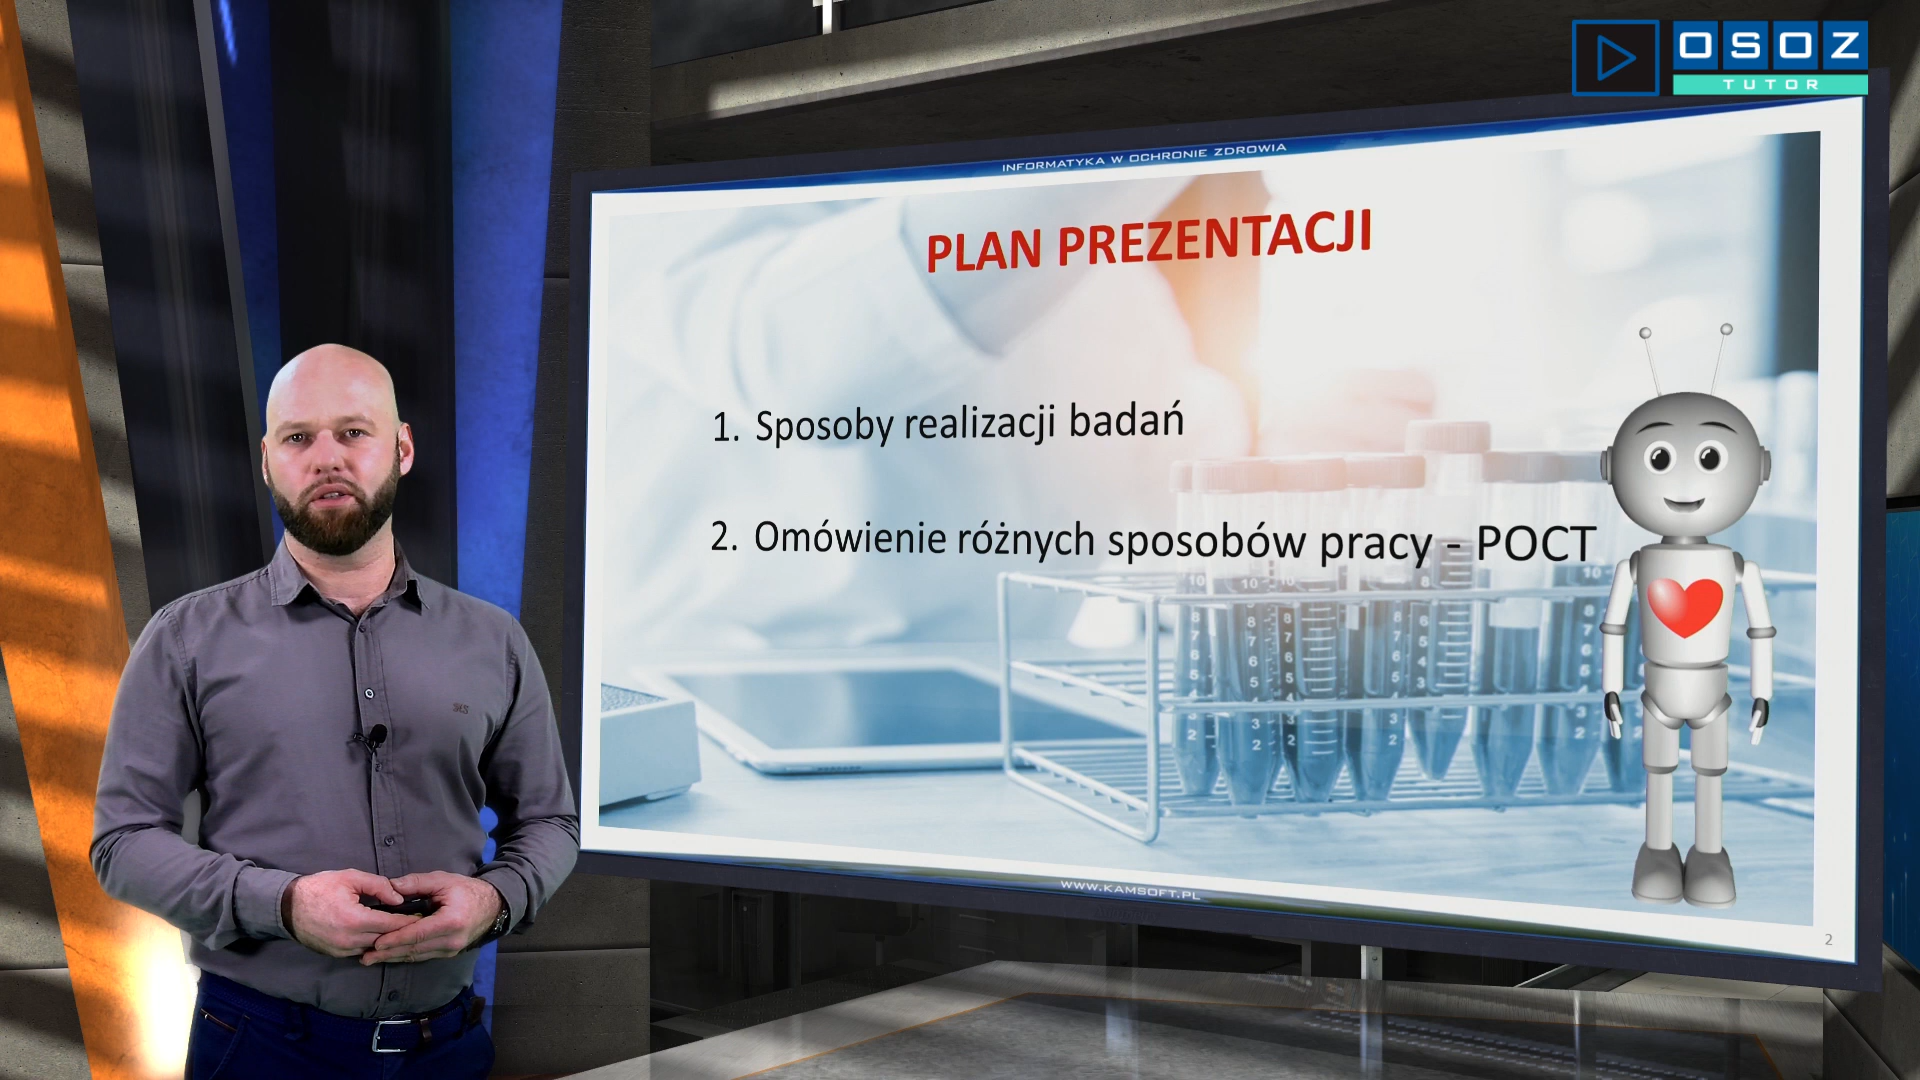 OSOZ
TUTOR
INFORMATYKA W OCHRONIE ZDROWIA
PLAN PREZENTACJI
1. Sposoby realizacji badań
2. Omówienie różnych sposobów pracy - POCT
SLS
WWW.KAMSOFT.PL
2